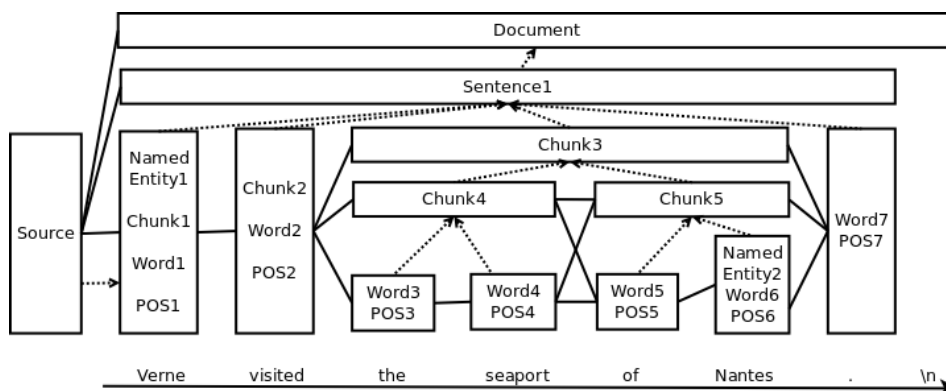 Document
Sentence1
Source
Named
Entity1
Chunk1
Word1
POS1
Chunk2
Word2
POS2
Chunk3
Chunk4
Chunk5
Word3
POS3
Word4
POS4
Word5
POS5
Named
Entity2
Word6
POS6
Word7
POS7
Verne visited the seaport of Nantes . \n